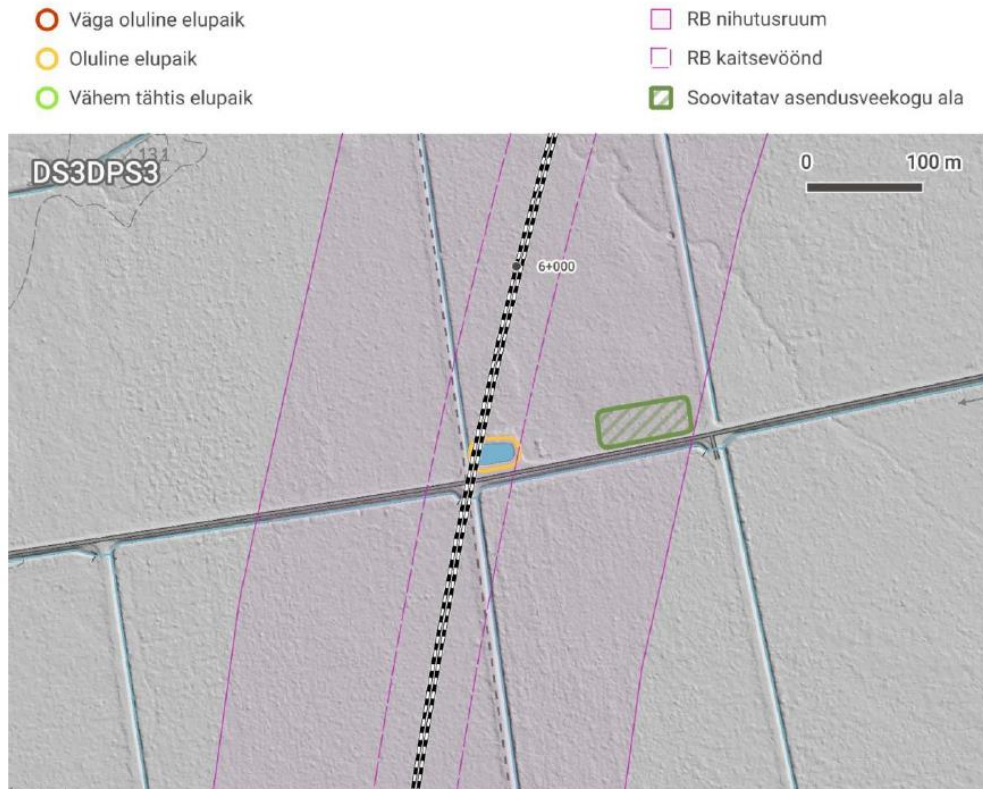 Väga oluline elupaik
Oluline elupaik
Vähem tähtis elupaik
RB nihutusruum
RB kaitsevöönd
Soovitatav asendusveekogu ala
DS3DPS3
131
0 100 m
6+000